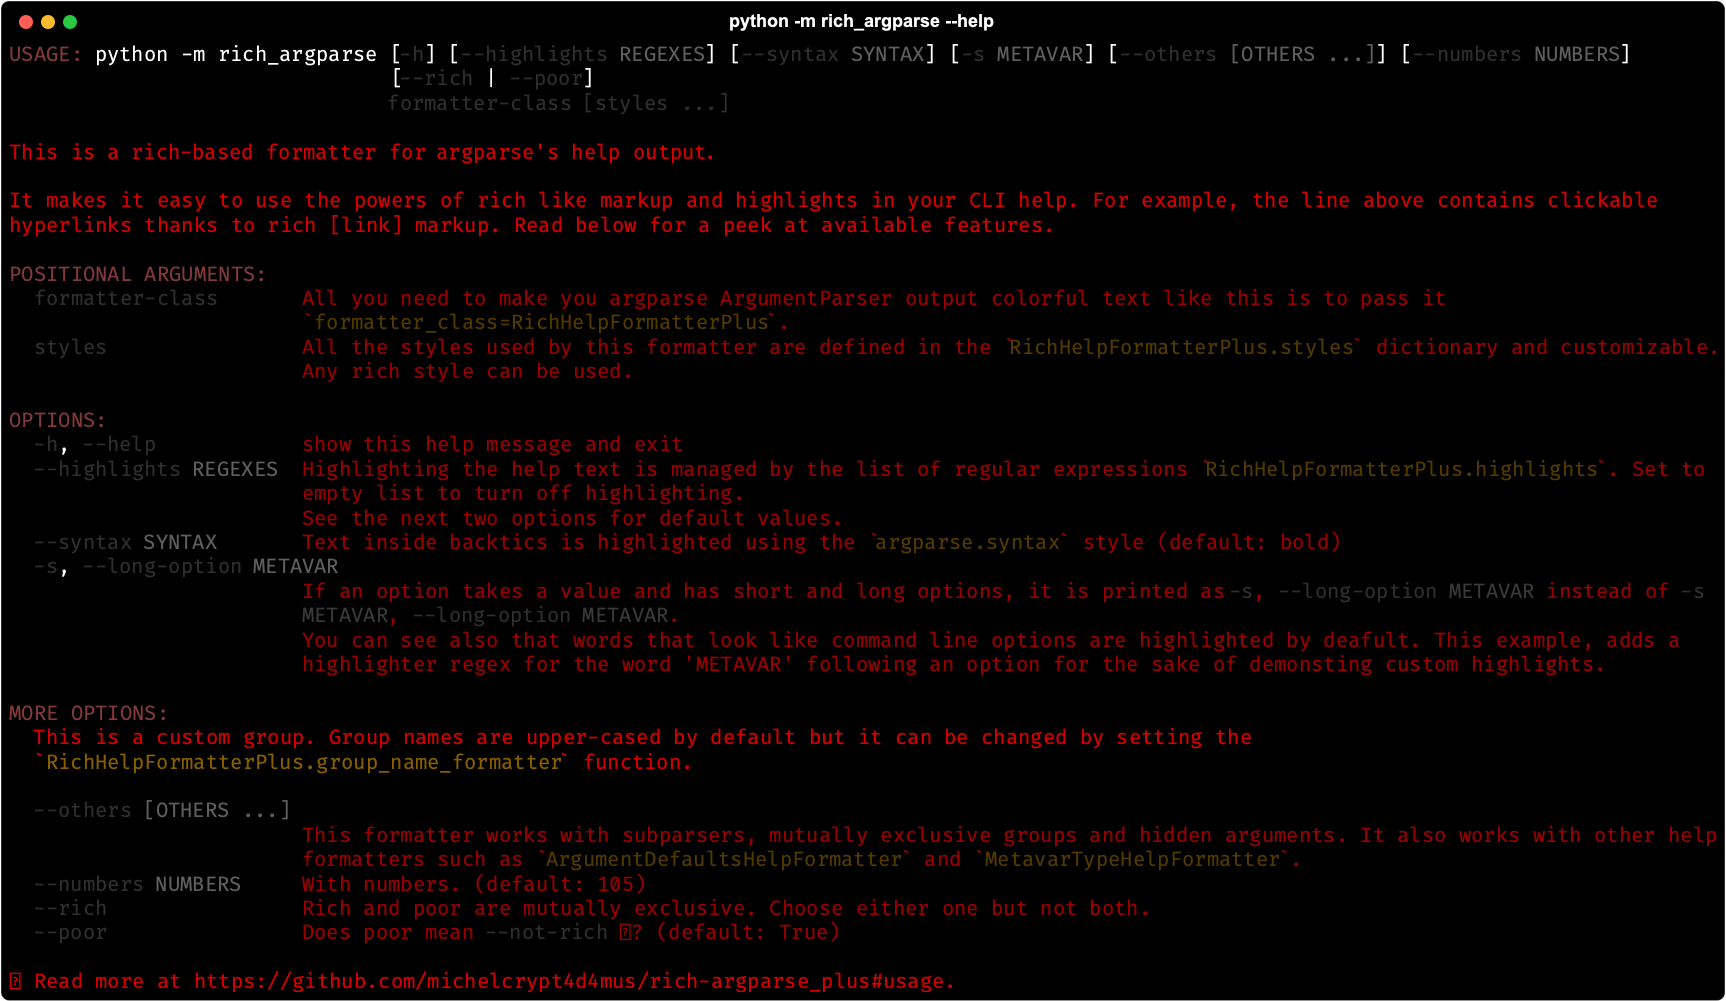 python -m rich_argparse --help
USAGE: python -m rich_argparse [-h] [--highlights REGEXES] [--syntax SYNTAX] [-s METAVAR] [--others [OTHERS ...]] [--numbers NUMBERS]
[--rich | --poor]
formatter-class [styles ...]
This is a rich-based formatter for argparse's help output.
It makes it easy to use the powers of rich like markup and highlights in your CLI help. For example, the line above contains clickable
hyperlinks thanks to rich [link] markup. Read below for a peek at available features.
POSITIONAL ARGUMENTS:
formatter-class All you need to make you argparse ArgumentParser output colorful text like this is to pass it
`formatter_class=RichHelpFormatterPlus`.
styles All the styles used by this formatter are defined in the `RichHelpFormatterPlus.styles` dictionary and customizable.
Any rich style can be used.
OPTIONS:
-h, --help show this help message and exit
--highlights REGEXES Highlighting the help text is managed by the list of regular expressions `RichHelpFormatterPlus.highlights`. Set to
empty list to turn off highlighting.
See the next two options for default values.
--syntax SYNTAX Text inside backtics is highlighted using the `argparse.syntax` style (default: bold)
-s, --long-option METAVAR
If an option takes a value and has short and long options, it is printed as -s, --long-option METAVAR instead of -s
METAVAR, --long-option METAVAR.
You can see also that words that look like command line options are highlighted by deafult. This example, adds a
highlighter regex for the word 'METAVAR' following an option for the sake of demonsting custom highlights.
MORE OPTIONS:
This is a custom group. Group names are upper-cased by default but it can be changed by setting the
`RichHelpFormatterPlus.group_name_formatter` function.
--others [OTHERS ...]
This formatter works with subparsers, mutually exclusive groups and hidden arguments. It also works with other help
formatters such as `ArgumentDefaultsHelpFormatter` and `MetavarTypeHelpFormatter`.
--numbers NUMBERS With numbers. (default: 105)
--rich Rich and poor are mutually exclusive. Choose either one but not both.
--poor Does poor mean --not-rich ? (default: True)
Read more at https://github.com/michelcrypt4d4mus/rich-argparse_plus#usage.